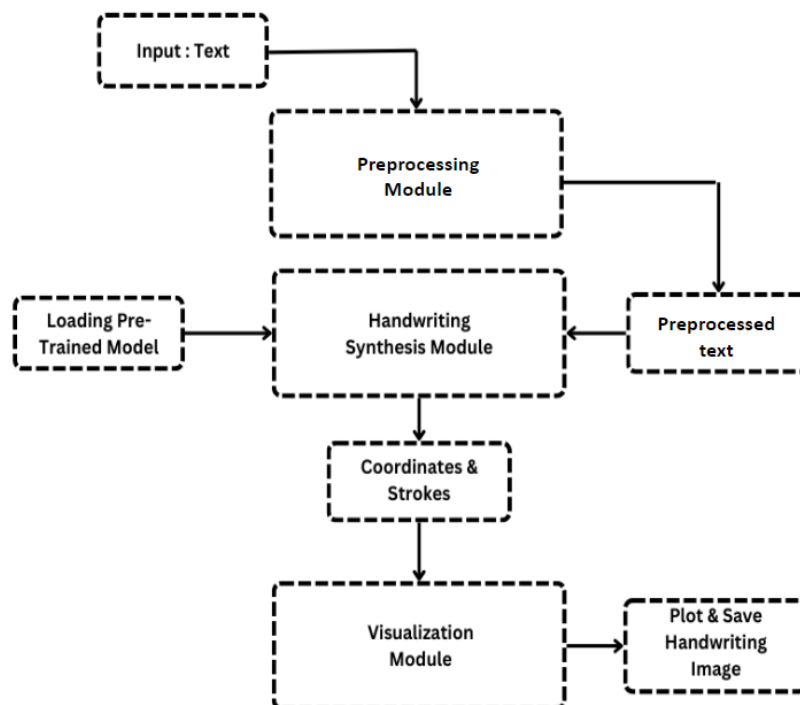 Input : Text
Preprocessing
Module
Loading Pre-
Trained Model
Handwriting
Synthesis Module
Preprocessed
text
Coordinates &
Strokes
Visualization
Module
Plot & Save
Handwriting
Image